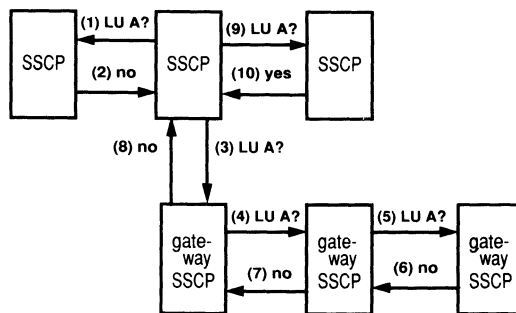 (1) LU A?
(9) LU A?
SSCP
SSCP
SSCP
(2) no
(10) yes
(8) no
(3) LU A?
(4) LU A?
(5) LU A?
gate-
way
SSCP
gate-
way
SSCP
gate-
way
SSCP
(7) no
(6) no